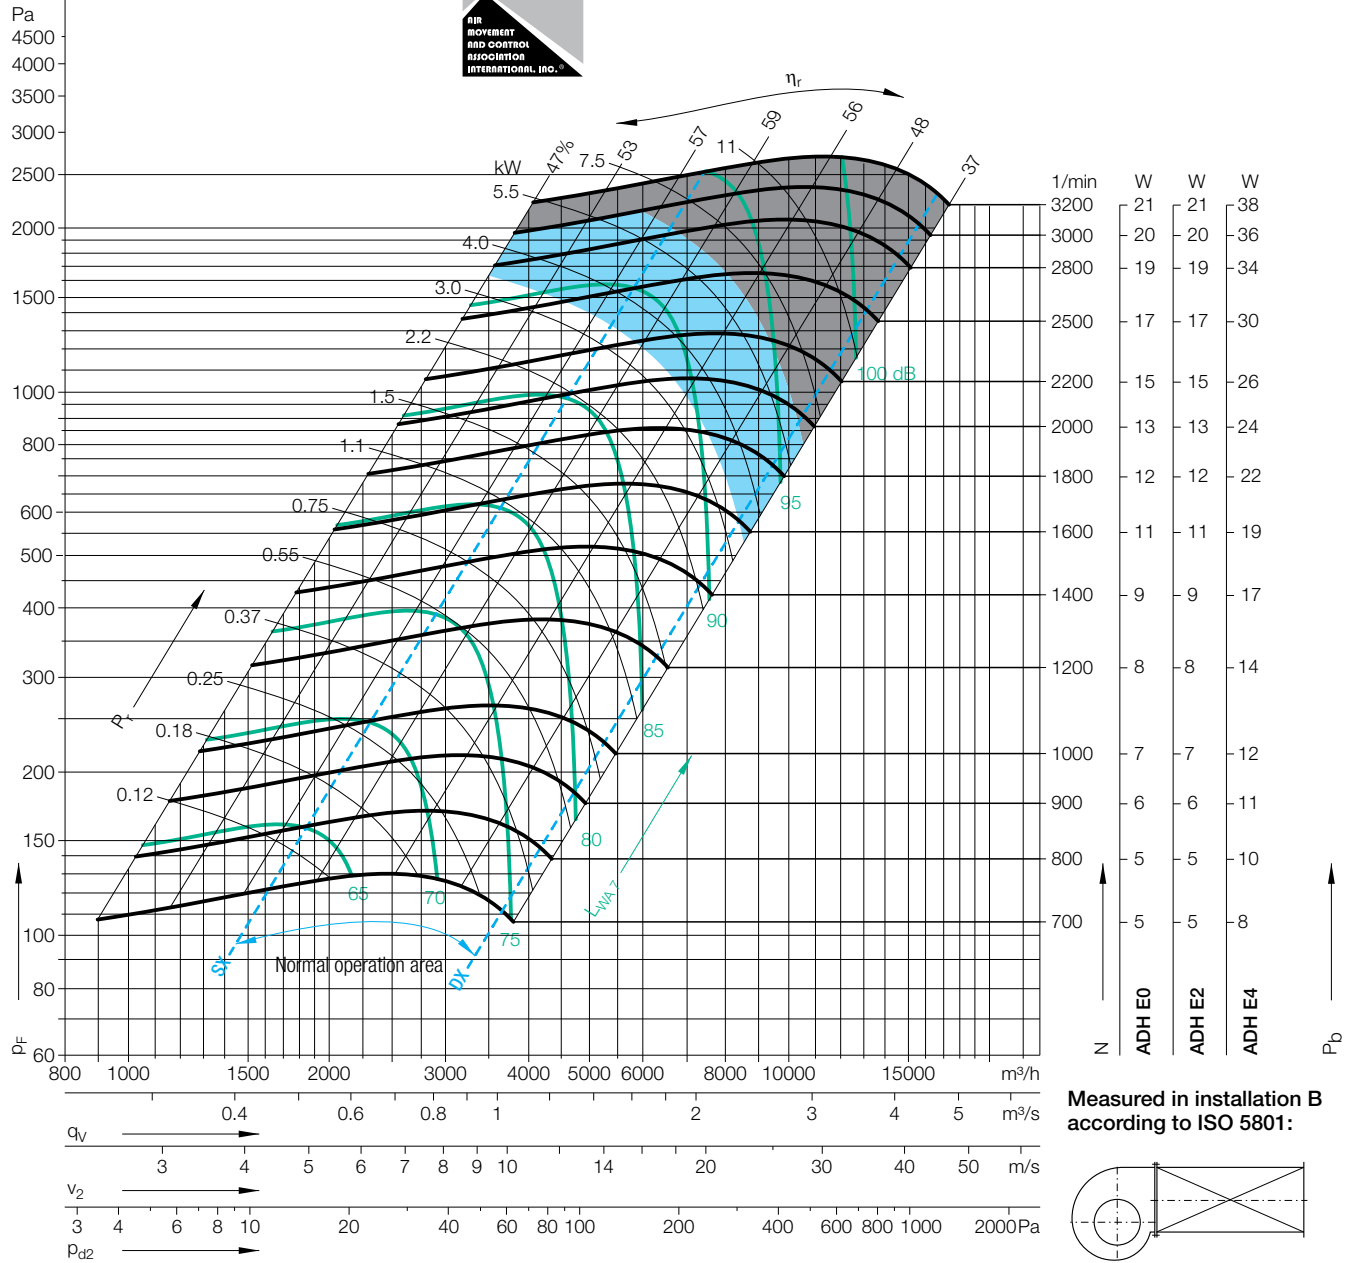 Pa
4500
4000
3500
3000
2500
2000
1500
1000
800
600
500
400
300
200
150
100
80
60
pF
AIR
MOVEMENT
AND CONTROL
ASSOCIATION
INTERNATIONAL, INC.®
ηr
kW
47%
53
57
59
56
48
37
11
7.5
5.5
4.0
3.0
2.2
1.5
1.1
0.75
0.55
0.37
0.25
0.18
0.12
Pr
100 dB
95
90
85
80
75
70
65
LWA 7
SX
Normal operation area
DX
1/min W W W
3200 21 21 38
3000 20 20 36
2800 19 19 34
2500 17 17 30
2200 15 15 26
2000 13 13 24
1800 12 12 22
1600 11 11 19
1400 9 9 17
1200 8 8 14
1000 7 7 12
900 6 6 11
800 5 5 10
700 5 5 8
N
ADH E0
ADH E2
ADH E4
Pb
800 1000 1500 2000 3000 4000 5000 6000 8000 10000 15000 m³/h
0.4 0.6 0.8 1 2 3 4 5 m³/s
qV
3 4 5 6 7 8 9 10 14 20 30 40 50 m/s
v2
3 4 6 8 10 20 40 60 80 100 200 400 600 800 1000 2000 Pa
pd2
Measured in installation B
according to ISO 5801: